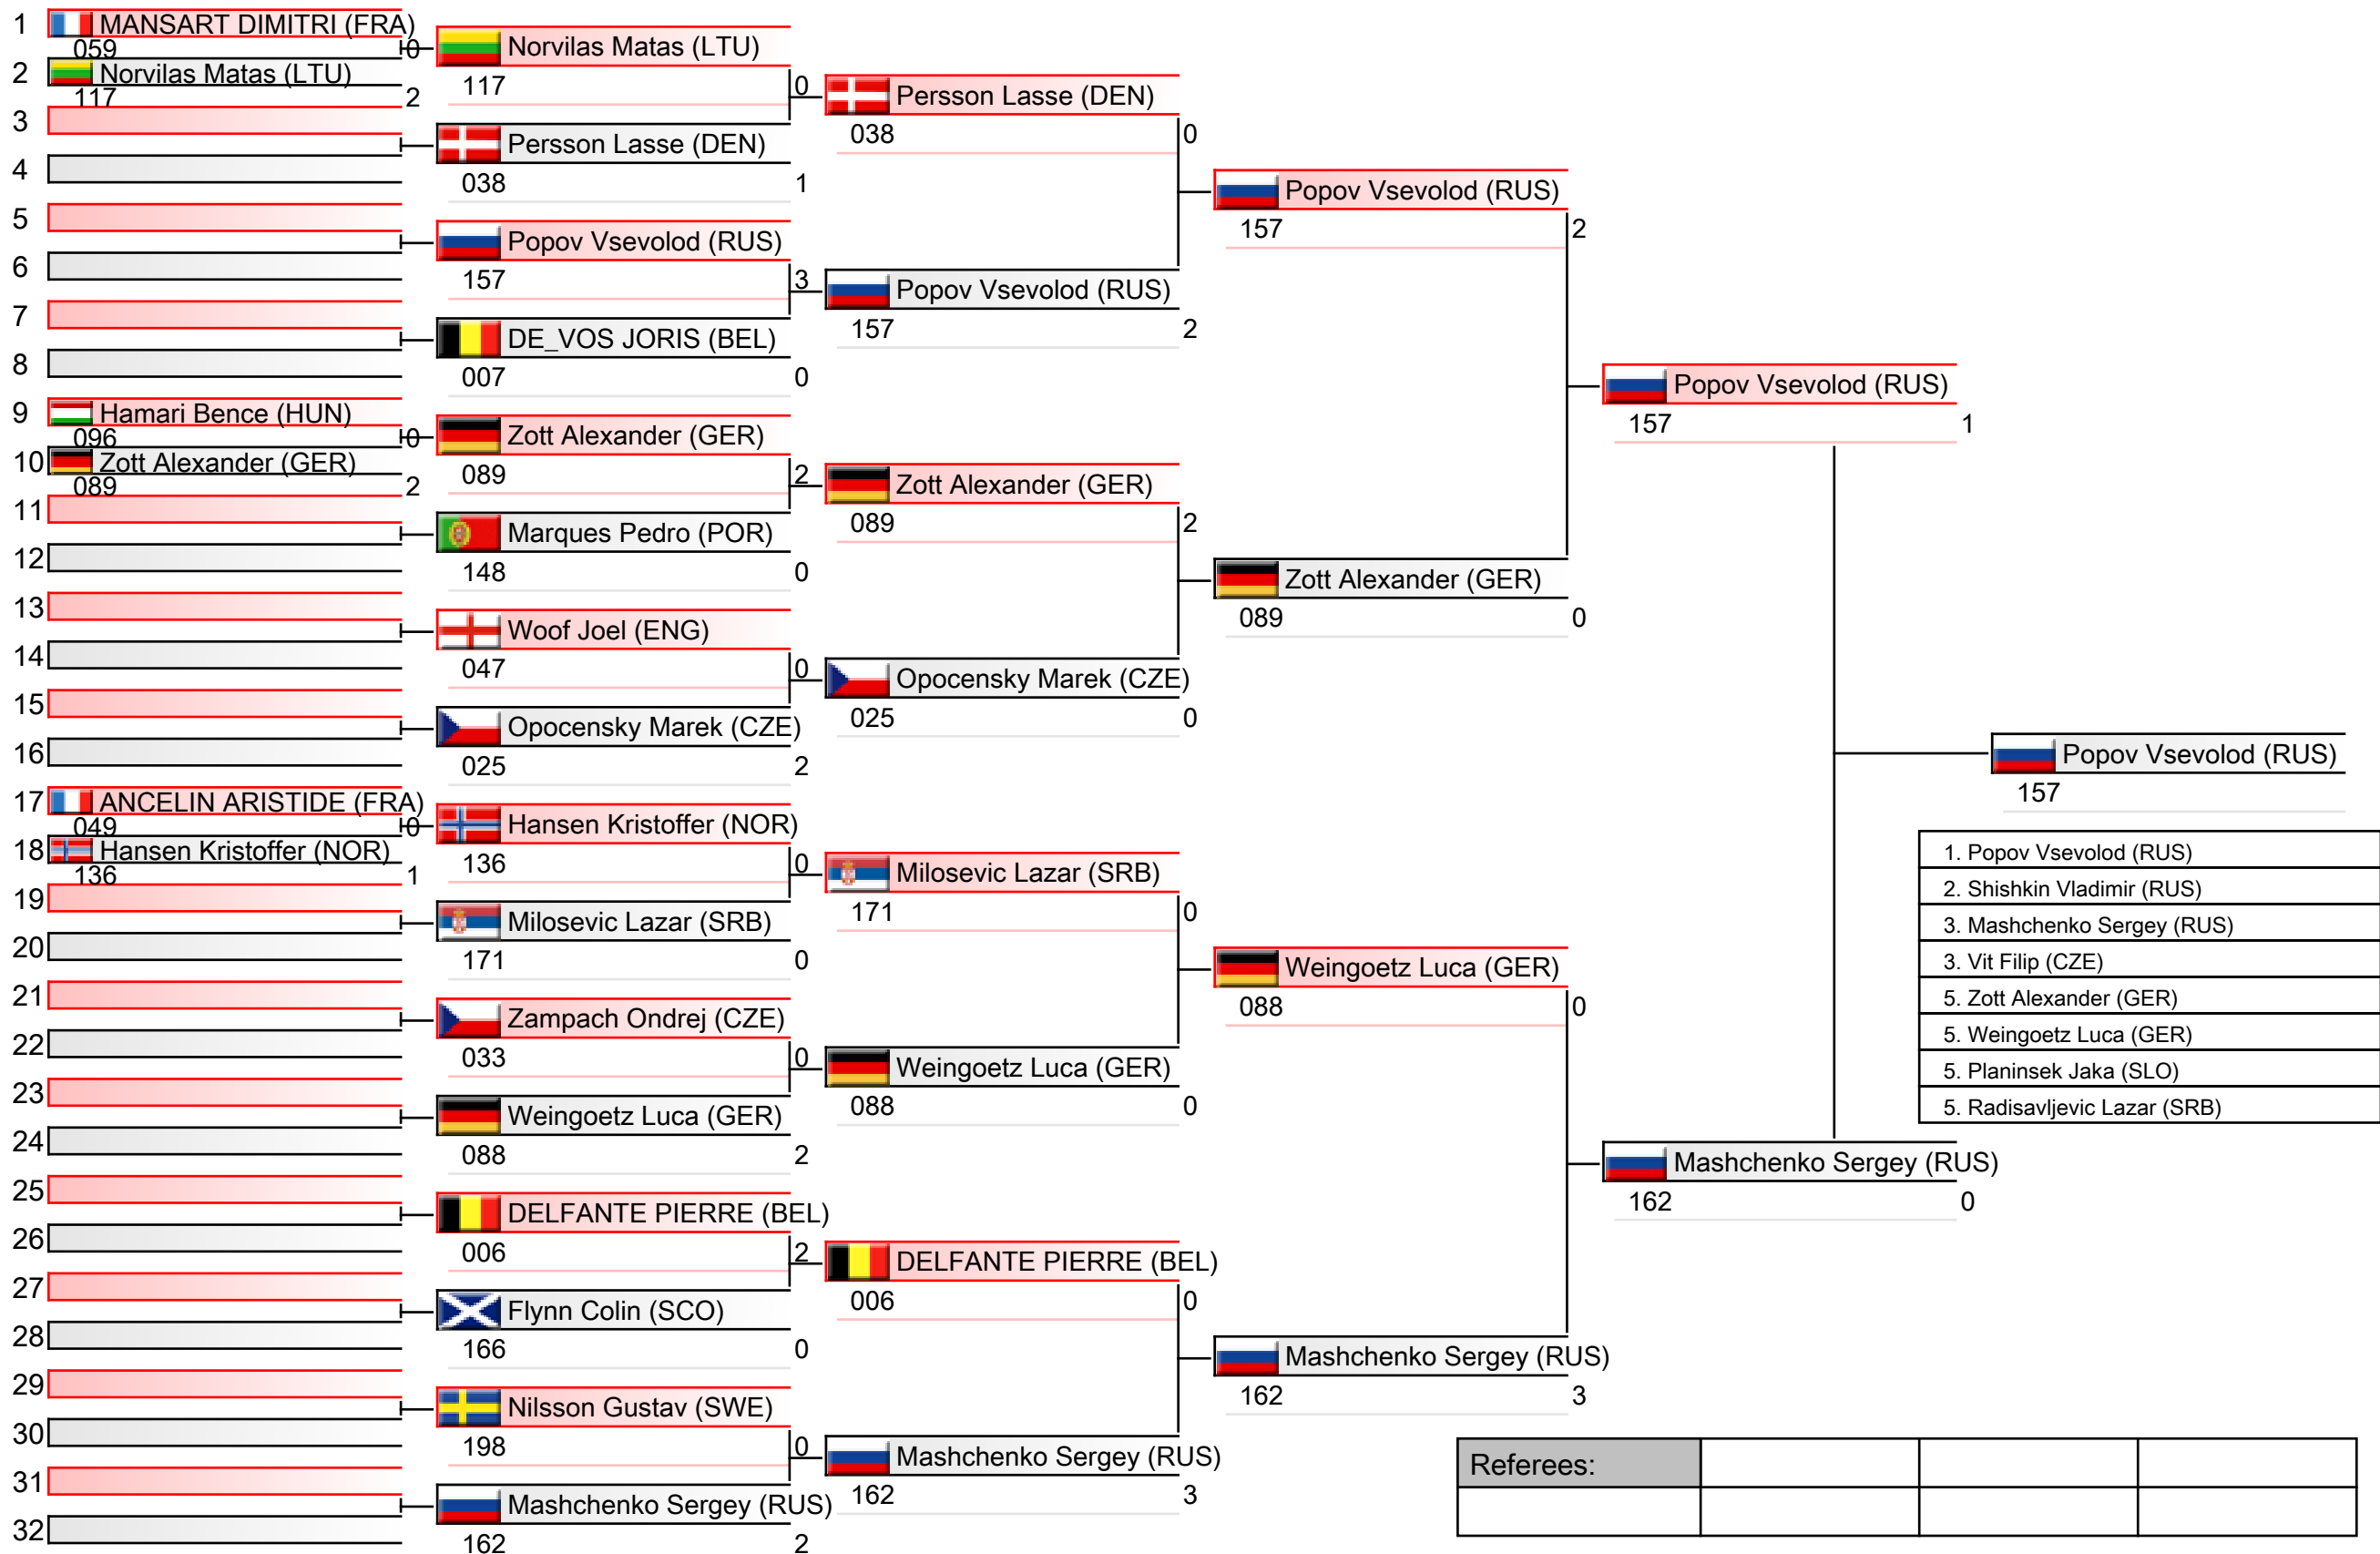 1 MANSART DIMITRI (FRA)
059 0
2 Norvilas Matas (LTU)
117 2
3
4
5
6
7
8
9 Hamari Bence (HUN)
096 0
10 Zott Alexander (GER)
089 2
11
12
13
14
15
16
17 ANCELIN ARISTIDE (FRA)
049 0
18 Hansen Kristoffer (NOR)
136 1
19
20
21
22
23
24
25
26
27
28
29
30
31
32
Norvilas Matas (LTU)
117 0
Persson Lasse (DEN)
038 1
Popov Vsevolod (RUS)
157 3
DE_VOS JORIS (BEL)
007 0
Zott Alexander (GER)
089 2
Marques Pedro (POR)
148 0
Woof Joel (ENG)
047 0
Opocensky Marek (CZE)
025 2
Hansen Kristoffer (NOR)
136 0
Milosevic Lazar (SRB)
171 0
Zampach Ondrej (CZE)
033 0
Weingoetz Luca (GER)
088 2
DELFANTE PIERRE (BEL)
006 2
Flynn Colin (SCO)
166 0
Nilsson Gustav (SWE)
198 0
Mashchenko Sergey (RUS)
162 2
Persson Lasse (DEN)
038 0
Popov Vsevolod (RUS)
157 2
Zott Alexander (GER)
089 2
Opocensky Marek (CZE)
025 0
Milosevic Lazar (SRB)
171 0
Weingoetz Luca (GER)
088 0
DELFANTE PIERRE (BEL)
006 0
Mashchenko Sergey (RUS)
162 3
Popov Vsevolod (RUS)
157 2
Zott Alexander (GER)
089 0
Weingoetz Luca (GER)
088 0
Mashchenko Sergey (RUS)
162 3
Popov Vsevolod (RUS)
157 1
Mashchenko Sergey (RUS)
162 0
Popov Vsevolod (RUS)
157
1. Popov Vsevolod (RUS)
2. Shishkin Vladimir (RUS)
3. Mashchenko Sergey (RUS)
3. Vit Filip (CZE)
5. Zott Alexander (GER)
5. Weingoetz Luca (GER)
5. Planinsek Jaka (SLO)
5. Radisavljevic Lazar (SRB)
Referees: